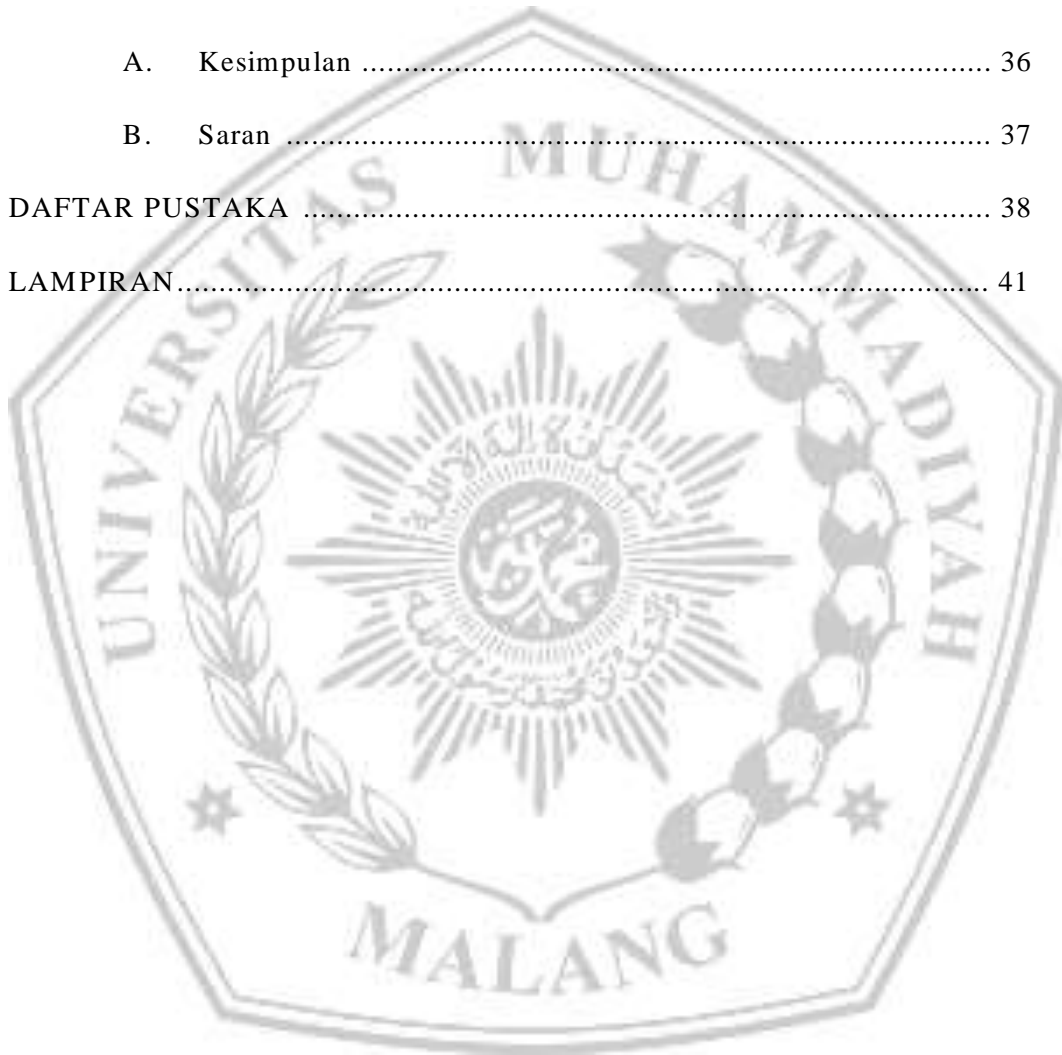 A. Kesimpulan ........................................................................... 36
B. Saran .................................................................................... 37
DAFTAR PUSTAKA .................................................................................. 38
LAMPIRAN................................................................................................. 41
UNIVERSITAS MUHAMMADIYAH
MALANG